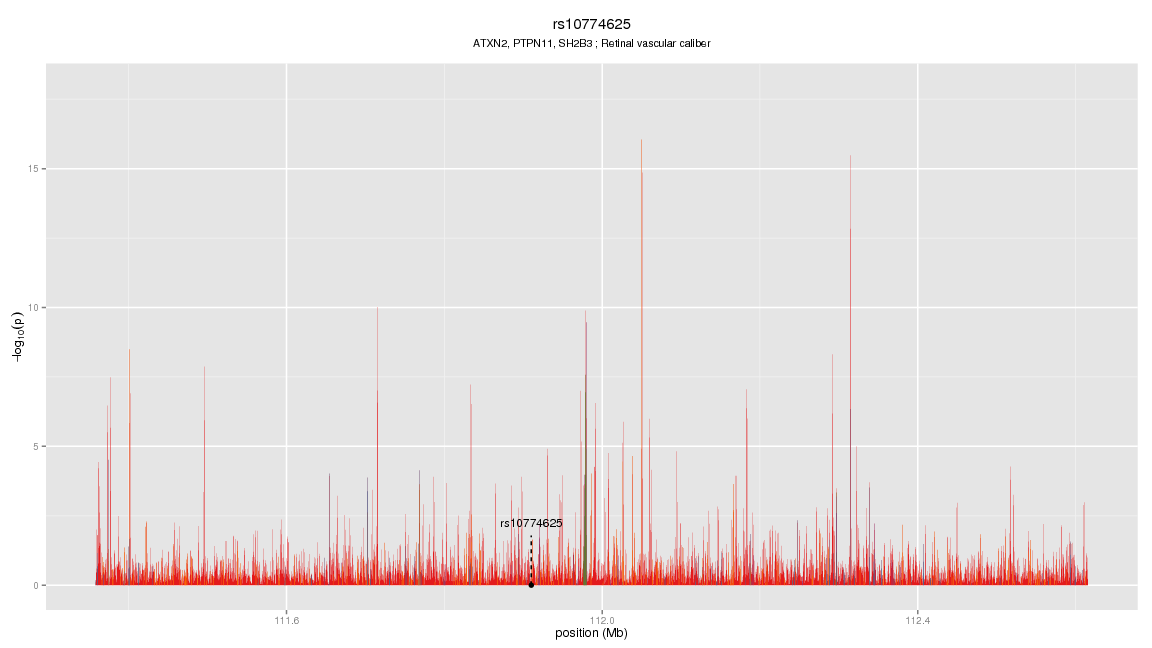 rs10774625
ATXN2, PTPN11, SH2B3 ; Retinal vascular caliber
15
10
5
0
−log10(p)
rs10774625
111.6
112.0
112.4
position (Mb)